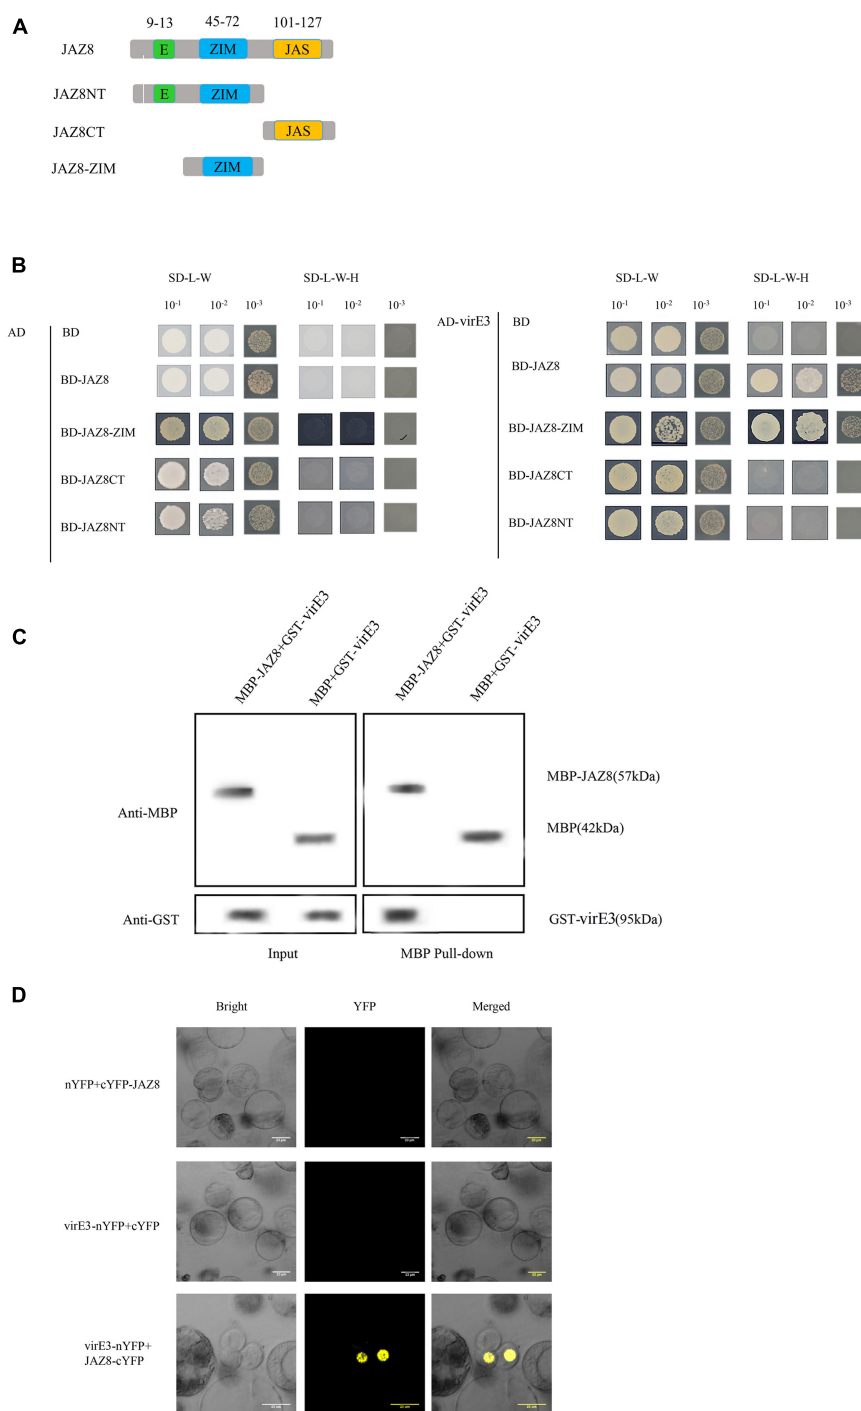 A
9-13 45-72 101-127
JAZ8 E ZIM JAS
JAZ8NT E ZIM
JAZ8CT JAS
JAZ8-ZIM ZIM
B
SD-L-W SD-L-W-H SD-L-W SD-L-W-H
10-1 10-2 10-3 10-1 10-2 10-3 10-1 10-2 10-3 10-1 10-2 10-3
AD BD AD-virE3 BD
BD-JAZ8 BD-JAZ8
BD-JAZ8-ZIM BD-JAZ8-ZIM
BD-JAZ8CT BD-JAZ8CT
BD-JAZ8NT BD-JAZ8NT
C
MBP-JAZ8+GST-virE3 MBP+GST-virE3 MBP-JAZ8+GST-virE3 MBP+GST-virE3
MBP-JAZ8(57kDa)
Anti-MBP
MBP(42kDa)
Anti-GST GST-virE3(95kDa)
Input MBP Pull-down
D
Bright YFP Merged
nYFP+cYFP-JAZ8
virE3-nYFP+cYFP
virE3-nYFP+
JAZ8-cYFP